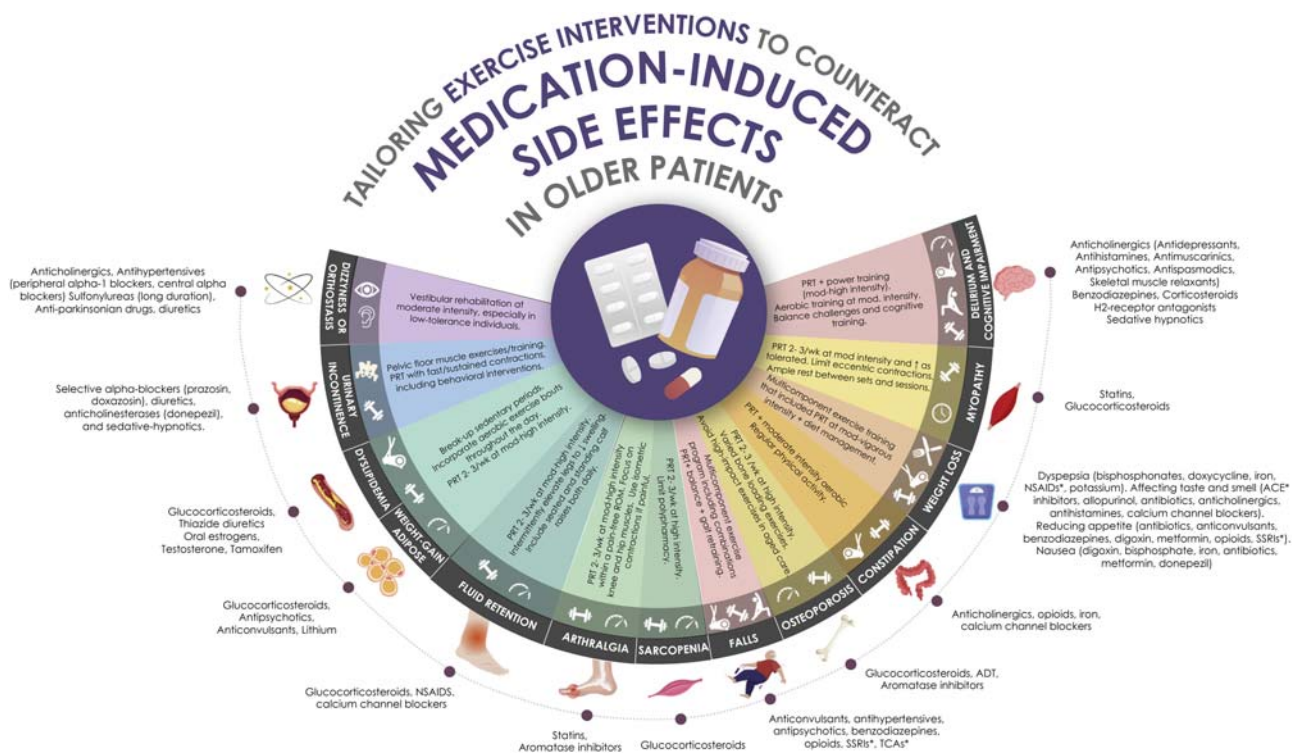 TAILORING EXERCISE INTERVENTIONS TO COUNTERACT
MEDICATION-INDUCED
SIDE EFFECTS
IN OLDER PATIENTS
DIZZYNESS OR
ORTHOSTASIS
Vestibular rehabilitation at
moderate intensity, especially in
low-tolerance individuals.
Anticholinergics, Antihypertensives
(peripheral alpha-1 blockers, central alpha
blockers) Sulfonylureas (long duration),
Anti-parkinsonian drugs, diuretics
URINARY
INCONTINENCE
Pelvic floor muscle exercises/training.
PRT with fast/sustained contractions,
including behavioral interventions.
Selective alpha-blockers (prazosin,
doxazosin), diuretics,
anticholinesterases (donepezil),
and sedative-hypnotics.
DYSLIPIDEMIA
WEIGHT-GAIN
ADIPOSE
Break-up sedentary periods.
Incorporate aerobic exercise bouts
throughout the day.
PRT 2- 3/wk at mod-high intensity.
Glucocorticosteroids,
Thiazide diuretics
Oral estrogens,
Testosterone, Tamoxifen
Glucocorticosteroids,
Antipsychotics,
Anticonvulsants, Lithium
FLUID RETENTION
PRT 2- 3/wk at mod-high intensity,
intermittently elevate legs to ↓ swelling.
Include seated and standing calf
raises both daily.
Glucocorticosteroids, NSAIDS,
calcium channel blockers
ARTHRALGIA
PRT 2- 3/wk at mod-high intensity
within a pain-free ROM. Focus on
knee and hip muscles. Use isometric
contractions if painful.
Statins,
Aromatase inhibitors
SARCOPENIA
PRT 2- 3/wk at high intensity.
Limit polypharmacy.
Glucocorticosteroids
FALLS
Multicomponent exercise
program including combinations
PRT+ balance + gait retraining.
Anticonvulsants, antihypertensives,
antipsychotics, benzodiazepines,
opioids, SSRIs*, TCAs*
OSTEOPOROSIS
PRT 2-3 /wk at high intensity,
Varied bone loading exercises.
Avoid high-impact exercises in aged care
Glucocorticosteroids, ADT,
Aromatase inhibitors
CONSTIPATION
PRT + moderate intensity aerobic
Regular physical activity.
Anticholinergics, opioids, iron,
calcium channel blockers
WEIGHT LOSS
Multicomponent exercise training
that included PRT at mod-vigorous
intensity + diet management.
Dyspepsia (bisphosphonates, doxycycline, iron,
NSAIDs*, potassium). Affecting taste and smell (ACE*
inhibitors, allopurinol, antibiotics, anticholinergics,
antihistamines, calcium channel blockers).
Reducing appetite (antibiotics, anticonvulsants,
benzodiazepines, digoxin, metformin, opioids, SSRIs*).
Nausea (digoxin, bisphosbate, iron, antibiotics,
metformin, donepezil)
MYOPATHY
PRT 2- 3/wk at mod intensity and ↑ as
tolerated. Limit eccentric contractions.
Ample rest between sets and sessions.
Statins,
Glucocorticosteroids
DELIRIUM AND
COGNITIVE IMPAIRMENT
PRT + power training
(mod-high intensity).
Aerobic training at mod. intensity.
Balance challenges and cognitive
training.
Anticholinergics (Antidepressants,
Antihistamines, Antimuscarinics,
Antipsychotics, Antispasmodics,
Skeletal muscle relaxants)
Benzodiazepines, Corticosteroids
H2-receptor antagonists
Sedative hypnotics